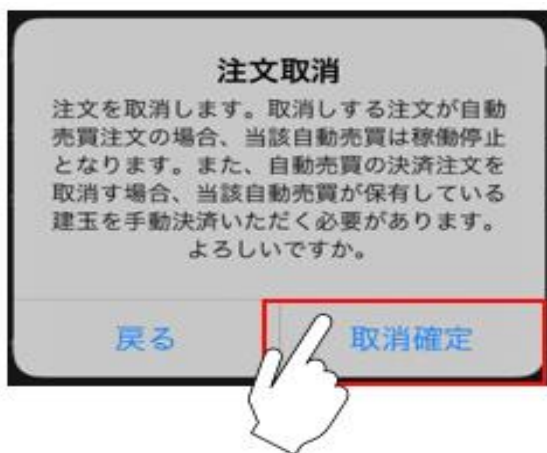 注文取消
注文を取消します。取消しする注文が自動
売買注文の場合、当該自動売買は稼働停止
となります。また、自動売買の決済注文を
取消す場合、当該自動売買が保有している
建玉を手動決済いただく必要があります。
よろしいですか。
戻る
取消確定